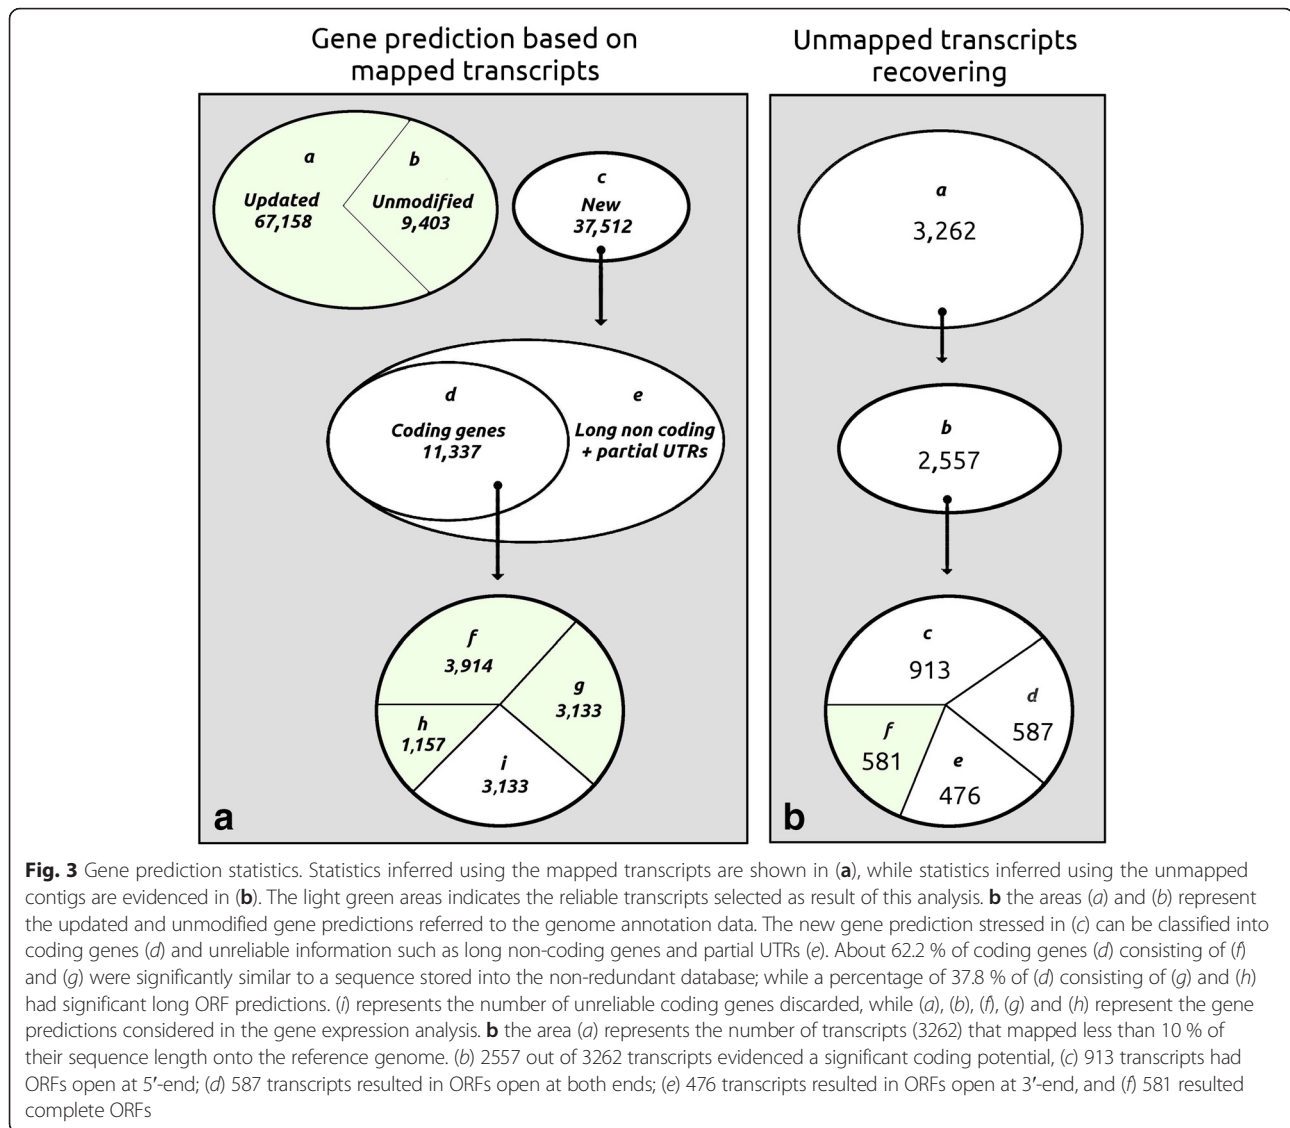 Gene prediction based on
mapped transcripts
a
Updated
67,158
b
Unmodified
9,403
c
New
37,512
d
Coding genes
11,337
e
Long non coding
+ partial UTRs
f
3,914
g
3,133
h
1,157
i
3,133
a
Unmapped transcripts
recovering
a
3,262
b
2,557
c
913
d
587
f
581
e
476
b
Fig. 3 Gene prediction statistics. Statistics inferred using the mapped transcripts are shown in (a), while statistics inferred using the unmapped
contigs are evidenced in (b). The light green areas indicates the reliable transcripts selected as result of this analysis. b the areas (a) and (b) represent
the updated and unmodified gene predictions referred to the genome annotation data. The new gene prediction stressed in (c) can be classified into
coding genes (d) and unreliable information such as long non-coding genes and partial UTRs (e). About 62.2 % of coding genes (d) consisting of (f)
and (g) were significantly similar to a sequence stored into the non-redundant database; while a percentage of 37.8 % of (d) consisting of (g) and (h)
had significant long ORF predictions. (i) represents the number of unreliable coding genes discarded, while (a), (b), (f), (g) and (h) represent the gene
predictions considered in the gene expression analysis. b the area (a) represents the number of transcripts (3262) that mapped less than 10 % of
their sequence length onto the reference genome. (b) 2557 out of 3262 transcripts evidenced a significant coding potential, (c) 913 transcripts had
ORFs open at 5′-end; (d) 587 transcripts resulted in ORFs open at both ends; (e) 476 transcripts resulted in ORFs open at 3′-end, and (f) 581 resulted
complete ORFs